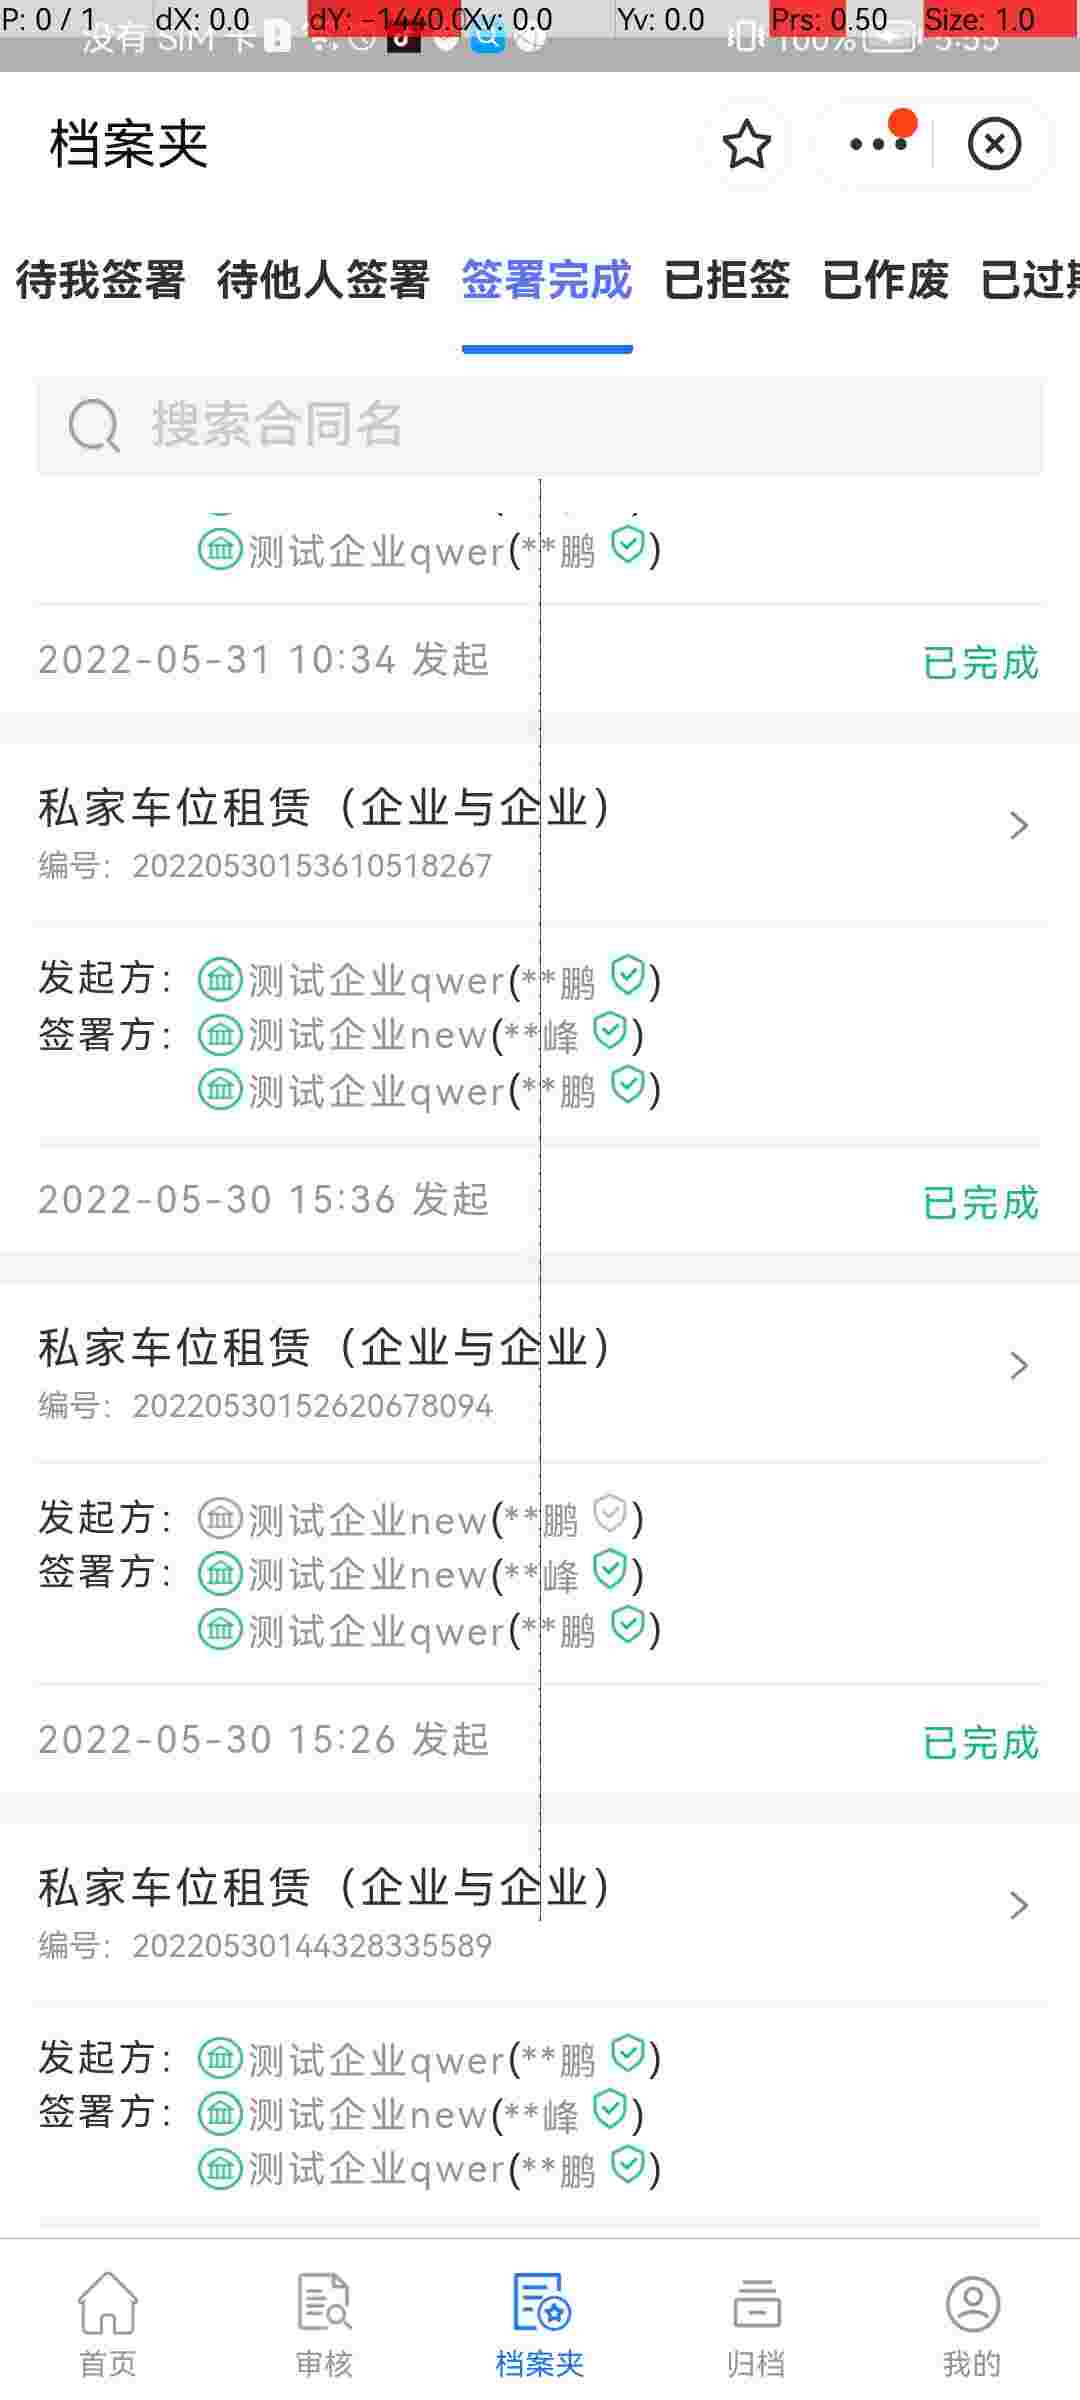 P: 0 / 1 dX: 0.0 dY: -1440.0 Xv: 0.0 Yv: 0.0 Prs: 0.50 Size: 1.0
没有 SIM 卡 100% 5:35
档案夹
待我签署 待他人签署 签署完成 已拒签 已作废 已过期
搜索合同名
测试企业qwer(**鹏)
2022-05-31 10:34 发起 已完成
私家车位租赁（企业与企业）
编号：20220530153610518267
发起方：测试企业qwer(**鹏)
签署方：测试企业new(**峰)
测试企业qwer(**鹏)
2022-05-30 15:36 发起 已完成
私家车位租赁（企业与企业）
编号：20220530152620678094
发起方：测试企业new(**鹏)
签署方：测试企业new(**峰)
测试企业qwer(**鹏)
2022-05-30 15:26 发起 已完成
私家车位租赁（企业与企业）
编号：20220530144328335589
发起方：测试企业qwer(**鹏)
签署方：测试企业new(**峰)
测试企业qwer(**鹏)
首页 审核 档案夹 归档 我的